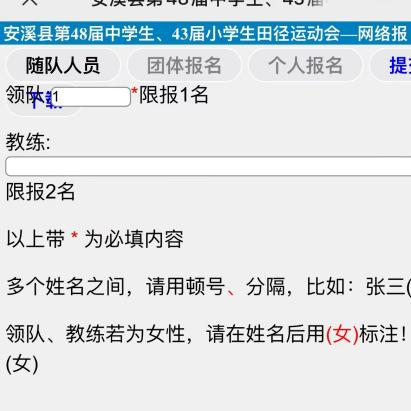 安溪县第48届中学生、43届小学生田径运动会—网络报
随队人员 团体报名 个人报名 提
领队:1*限报1名
下载
教练:
限报2名
以上带 * 为必填内容
多个姓名之间，请用顿号、分隔，比如：张三(
领队、教练若为女性，请在姓名后用(女)标注！
(女)